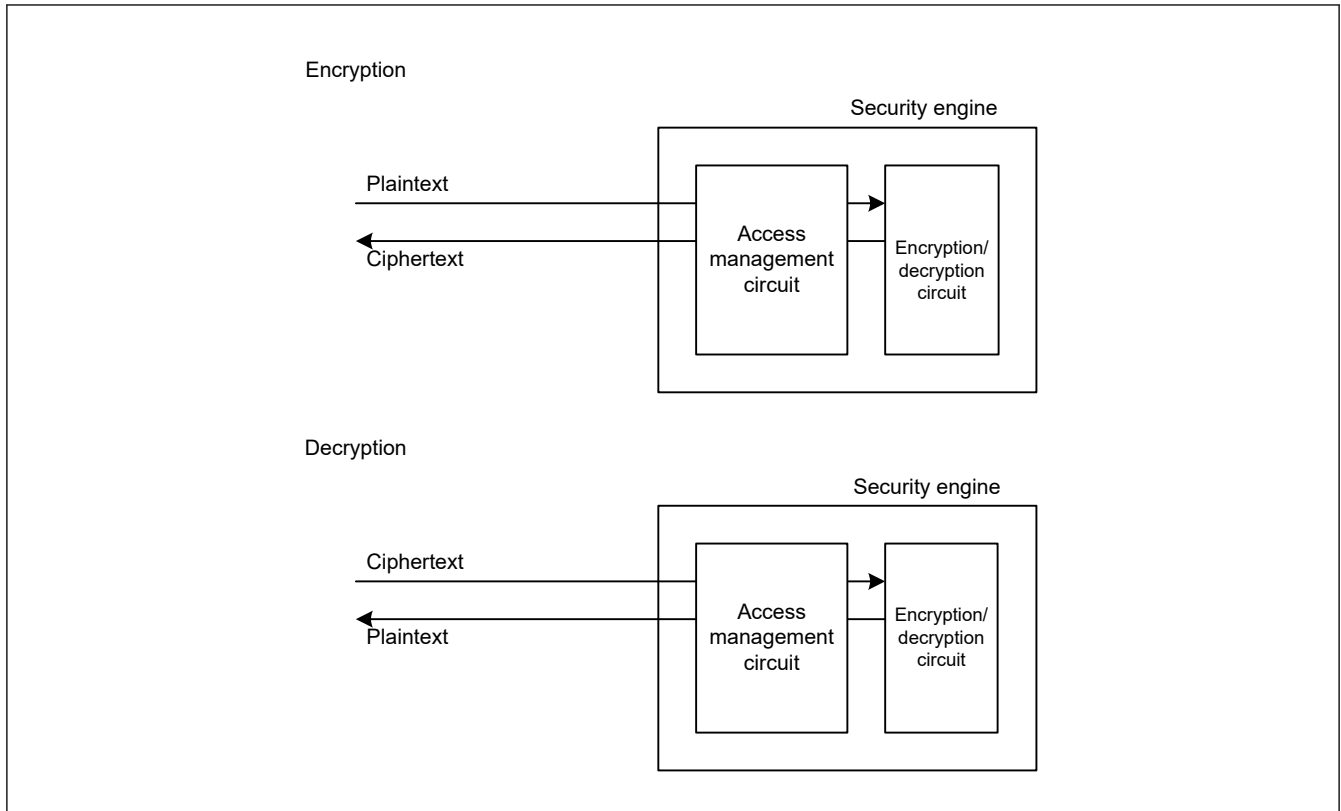 Encryption
Security engine
Plaintext
Ciphertext
Access
management
circuit
Encryption/
decryption
circuit
Decryption
Security engine
Ciphertext
Plaintext
Access
management
circuit
Encryption/
decryption
circuit